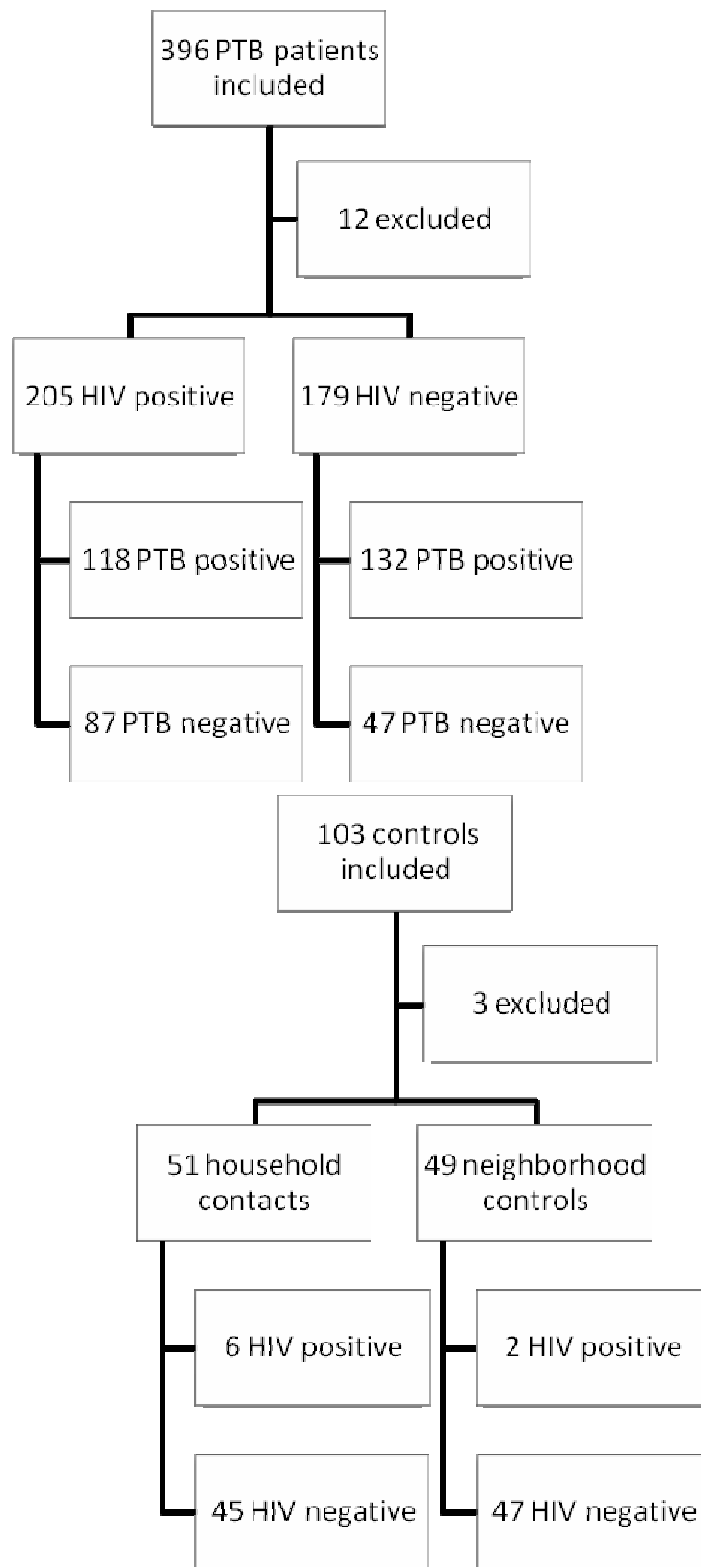 396 PTB patients
included
12 excluded
205 HIV positive
179 HIV negative
118 PTB positive
132 PTB positive
87 PTB negative
47 PTB negative
103 controls
included
3 excluded
51 household
contacts
49 neighborhood
controls
6 HIV positive
2 HIV positive
45 HIV negative
47 HIV negative